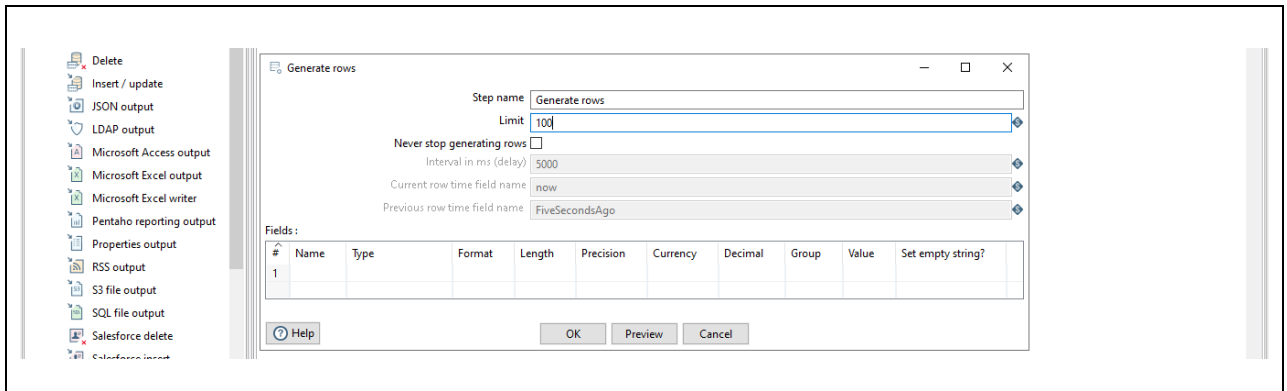 Delete
Insert / update
JSON output
LDAP output
Microsoft Access output
Microsoft Excel output
Microsoft Excel writer
Pentaho reporting output
Properties output
RSS output
S3 file output
SQL file output
Salesforce delete
Salesforce insert
Generate rows
Step name Generate rows
Limit 100
Never stop generating rows
Interval in ms (delay) 5000
Current row time field name now
Previous row time field name FiveSecondsAgo
Fields :
# Name Type Format Length Precision Currency Decimal Group Value Set empty string?
1
Help OK Preview Cancel